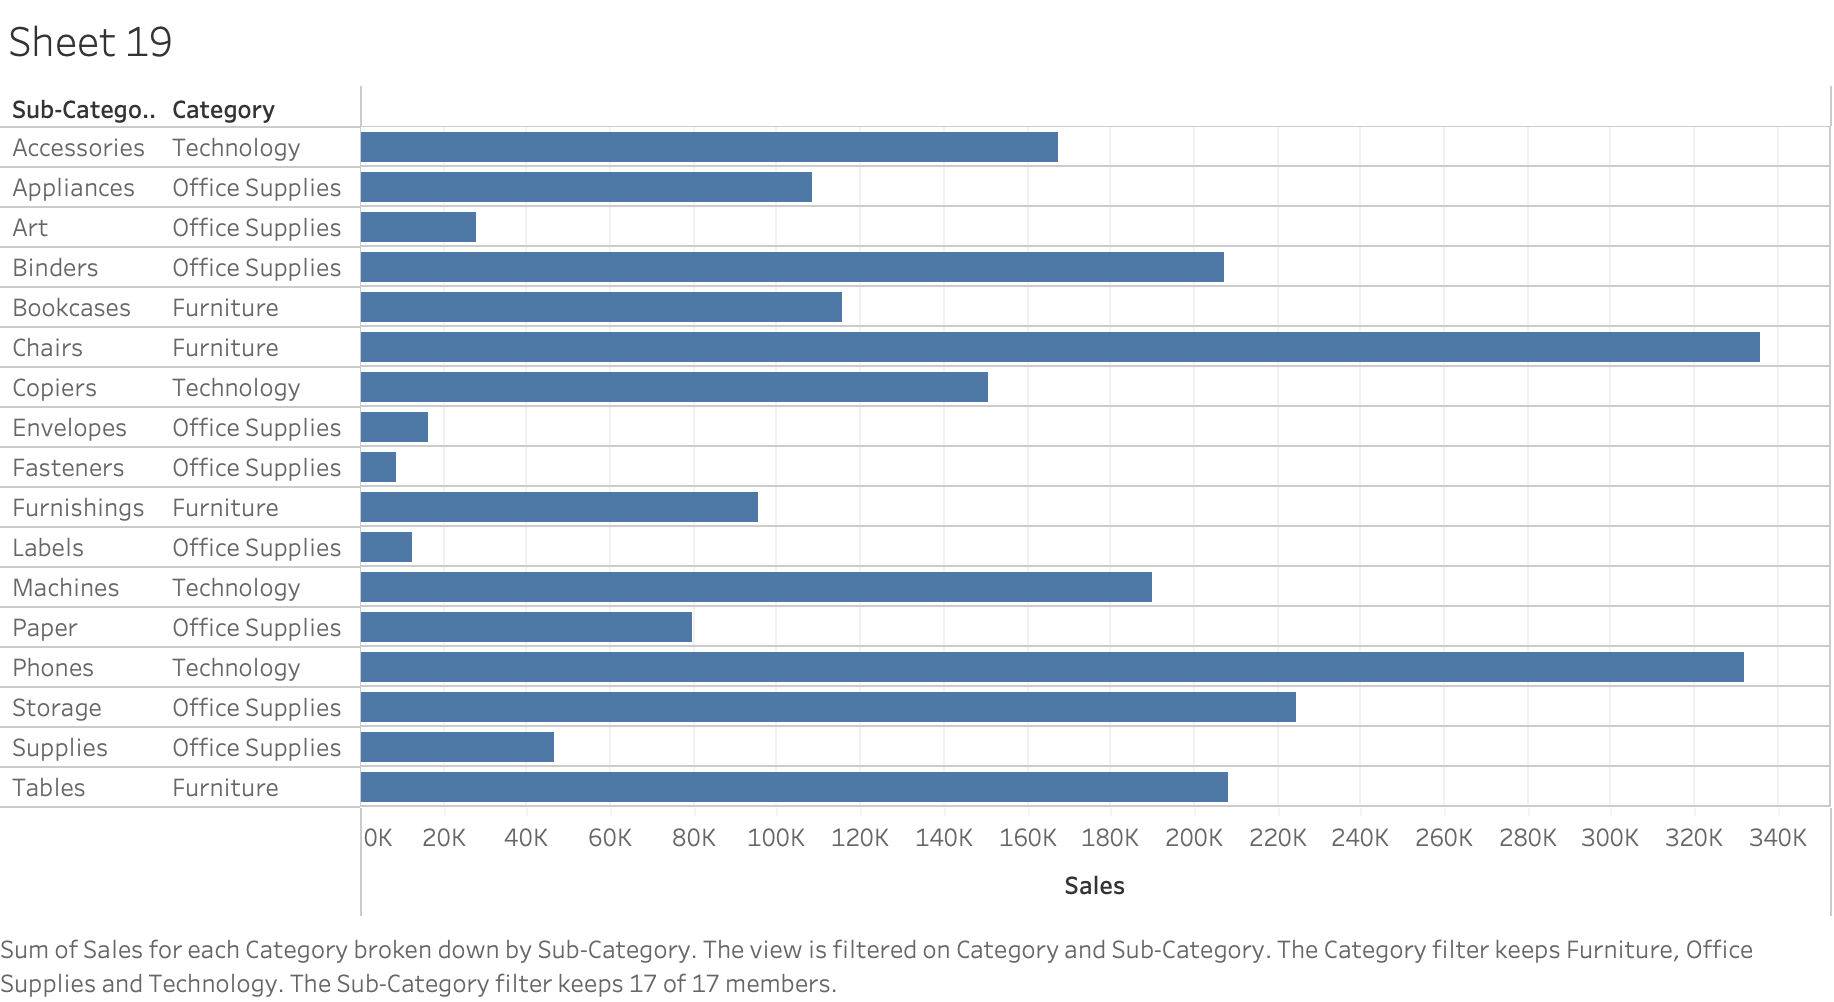 Sheet 19
Sub-Catego.. Category
Accessories Technology
Appliances Office Supplies
Art Office Supplies
Binders Office Supplies
Bookcases Furniture
Chairs Furniture
Copiers Technology
Envelopes Office Supplies
Fasteners Office Supplies
Furnishings Furniture
Labels Office Supplies
Machines Technology
Paper Office Supplies
Phones Technology
Storage Office Supplies
Supplies Office Supplies
Tables Furniture
0K 20K 40K 60K 80K 100K 120K 140K 160K 180K 200K 220K 240K 260K 280K 300K 320K 340K
Sales
Sum of Sales for each Category broken down by Sub-Category. The view is filtered on Category and Sub-Category. The Category filter keeps Furniture, Office
Supplies and Technology. The Sub-Category filter keeps 17 of 17 members.